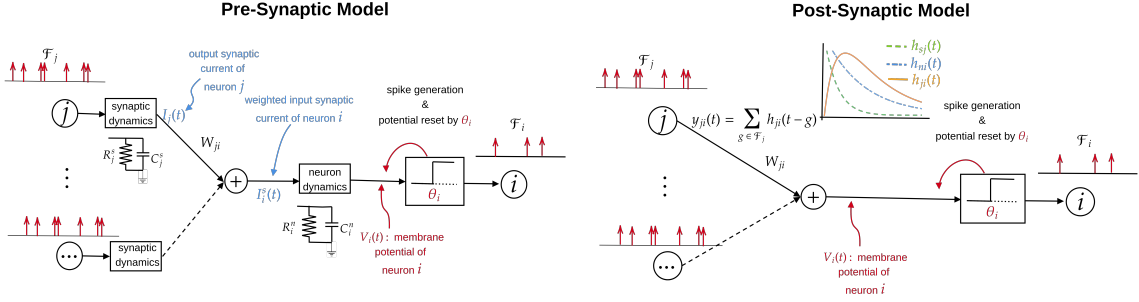 Pre-Synaptic Model
ℱj
output synaptic
current of
neuron j
j
synaptic
dynamics
Ij(t)
weighted input synaptic
current of neuron i
Wji
Rjs
Cjs
+
Iis(t)
neuron
dynamics
Rin
Cin
spike generation
&
potential reset by θi
θi
ℱi
i
Vi(t) : membrane
potential of
neuron i
...
synaptic
dynamics
Post-Synaptic Model
ℱj
j
yji(t) = ∑ hji(t − g)
g ∈ ℱj
hsj(t)
hni(t)
hji(t)
Wji
+
spike generation
&
potential reset by θi
θi
ℱi
i
Vi(t) : membrane
potential of
neuron i
...